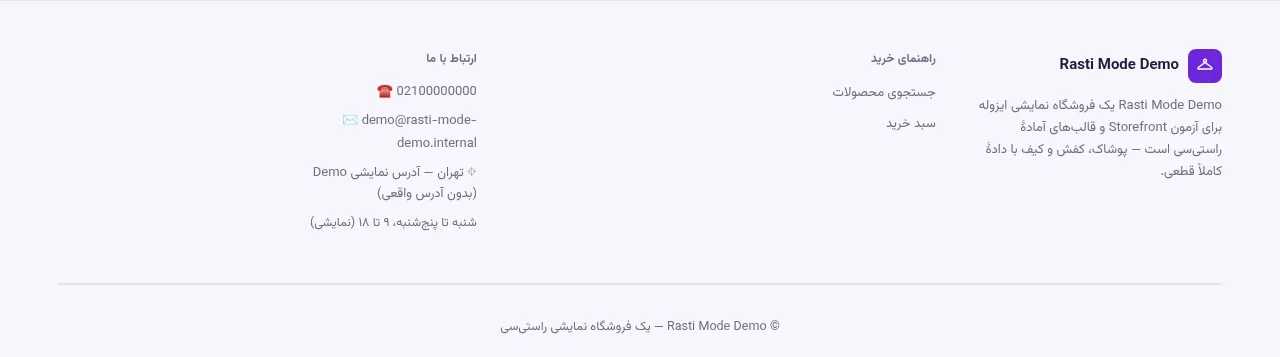 Rasti Mode Demo
Rasti Mode Demo یک فروشگاه نمایشی ایزوله
برای آزمون Storefront و قالب‌های آمادهٔ
راستی‌سی است — پوشاک، کفش و کیف با دادهٔ
کاملاً قطعی.
راهنمای خرید
جستجوی محصولات
سبد خرید
ارتباط با ما
☎️ 02100000000
✉️ demo@rasti-mode-
demo.internal
⌖ تهران — آدرس نمایشی Demo
(بدون آدرس واقعی)
شنبه تا پنج‌شنبه، ۹ تا ۱۸ (نمایشی)
© Rasti Mode Demo — یک فروشگاه نمایشی راستی‌سی